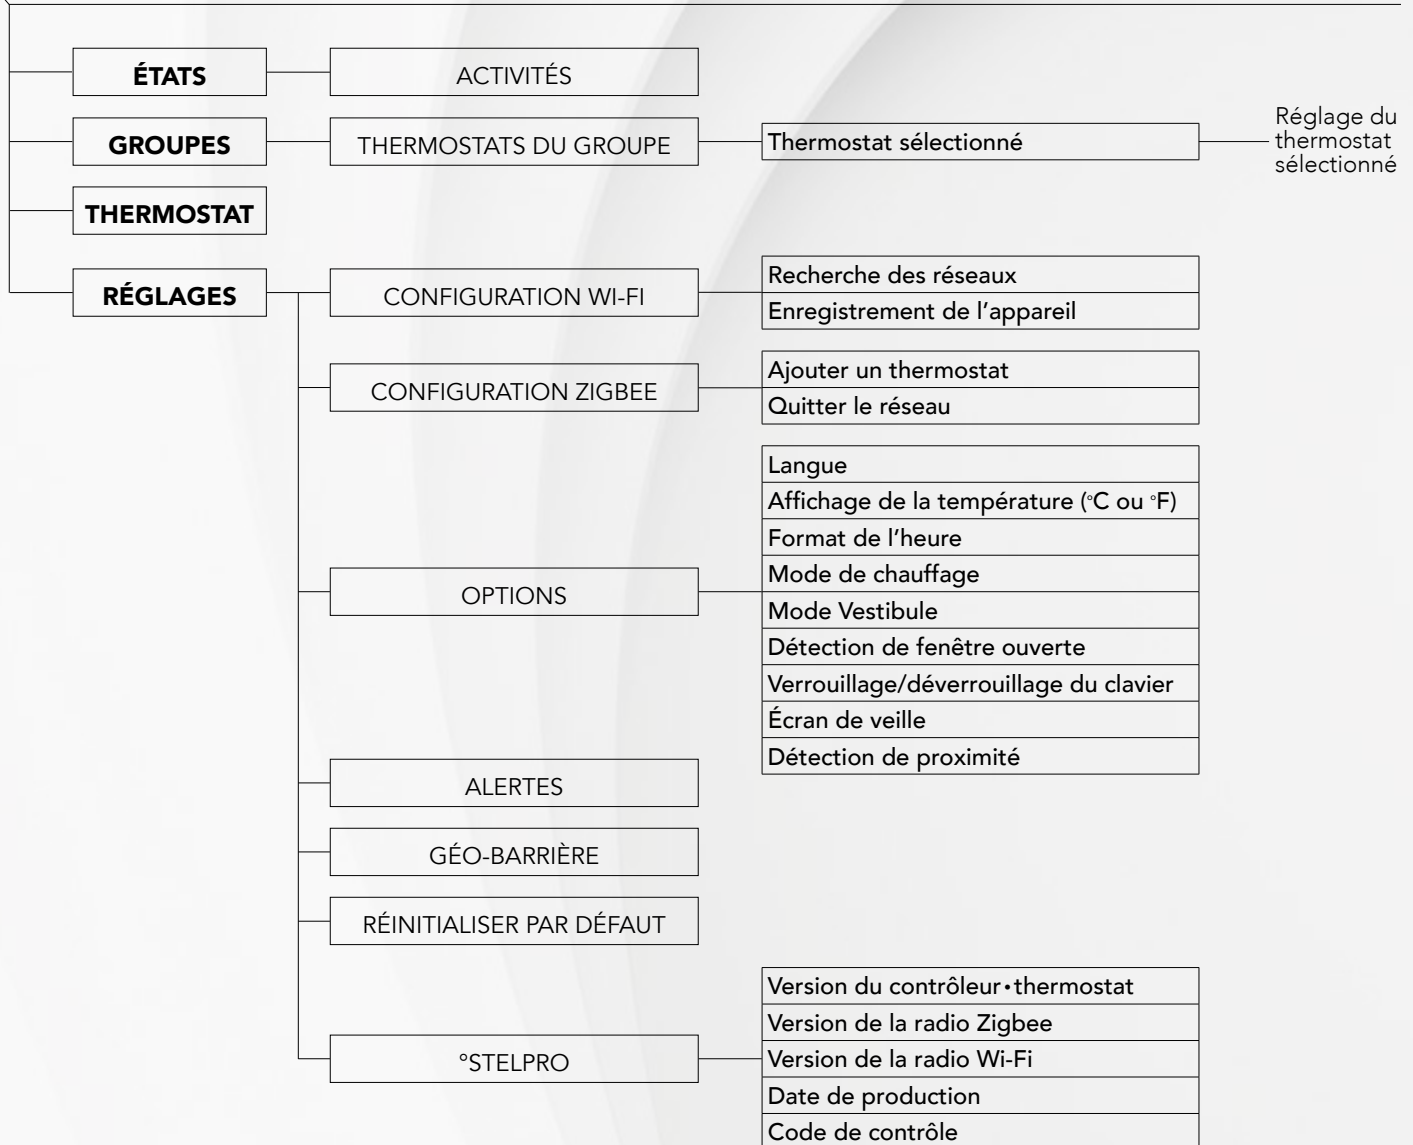 ÉTATS
ACTIVITÉS
GROUPES
THERMOSTATS DU GROUPE
Thermostat sélectionné
Réglage du
thermostat
sélectionné
THERMOSTAT
RÉGLAGES
CONFIGURATION WI-FI
Recherche des réseaux
Enregistrement de l’appareil
CONFIGURATION ZIGBEE
Ajouter un thermostat
Quitter le réseau
OPTIONS
Langue
Affichage de la température (°C ou °F)
Format de l’heure
Mode de chauffage
Mode Vestibule
Détection de fenêtre ouverte
Verrouillage/déverrouillage du clavier
Écran de veille
Détection de proximité
ALERTES
GÉO-BARRIÈRE
RÉINITIALISER PAR DÉFAUT
°STELPRO
Version du contrôleur•thermostat
Version de la radio Zigbee
Version de la radio Wi-Fi
Date de production
Code de contrôle